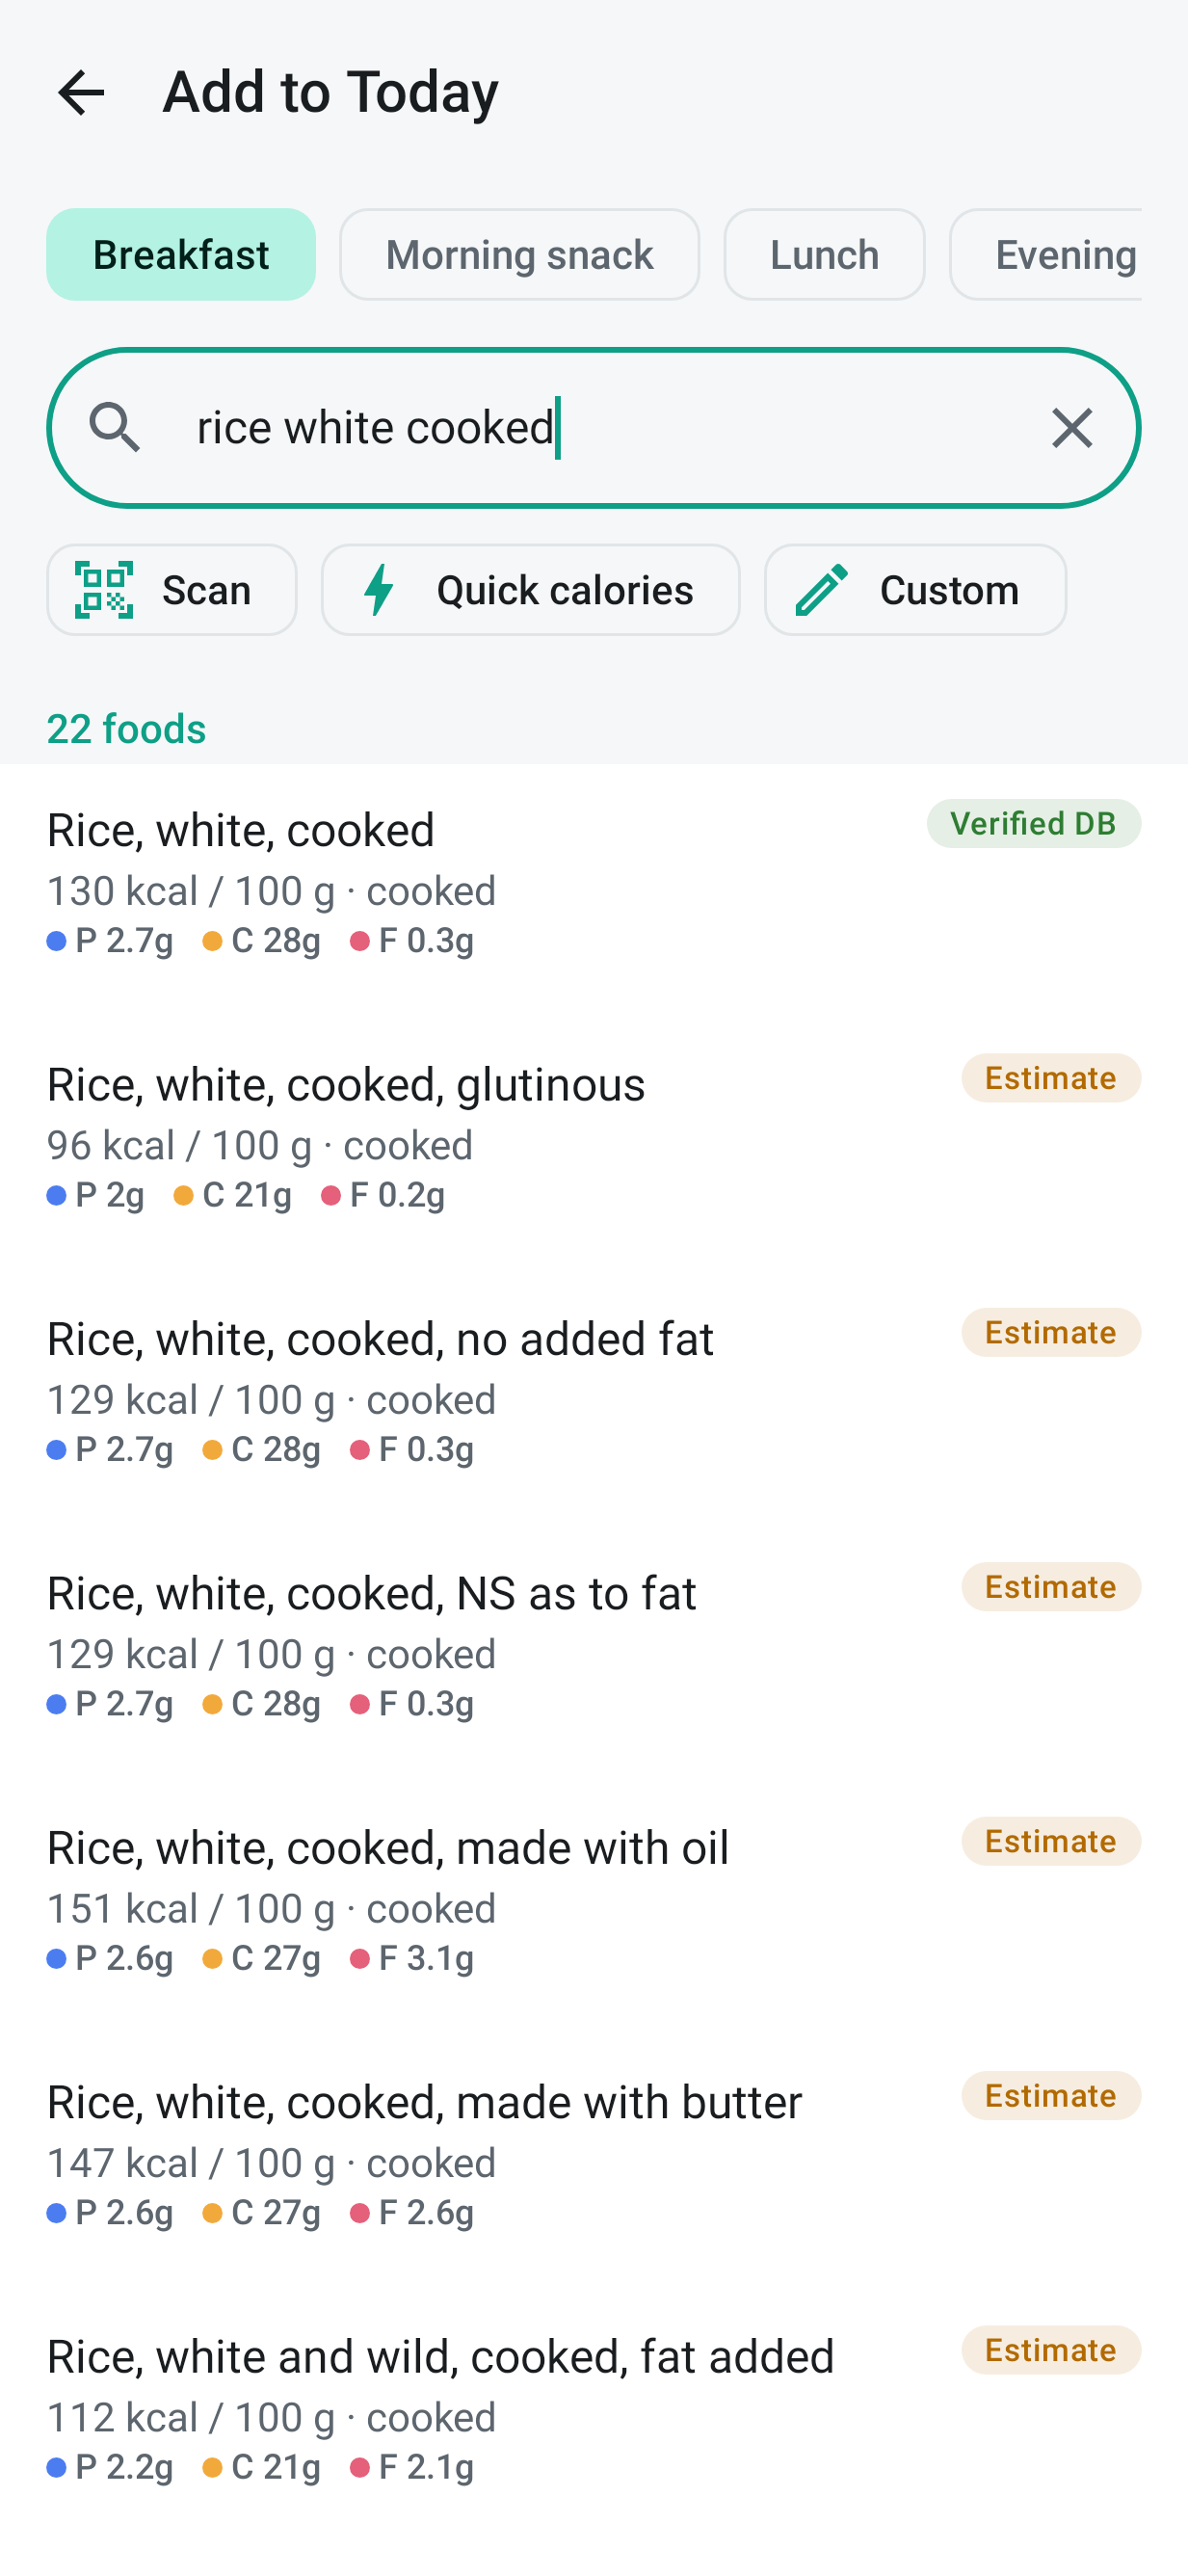 Add to Today
Breakfast
Morning snack
Lunch
Evening
rice white cooked
Scan
Quick calories
Custom
22 foods
Rice, white, cooked
Verified DB
130 kcal / 100 g · cooked
P 2.7g C 28g F 0.3g
Rice, white, cooked, glutinous
Estimate
96 kcal / 100 g · cooked
P 2g C 21g F 0.2g
Rice, white, cooked, no added fat
Estimate
129 kcal / 100 g · cooked
P 2.7g C 28g F 0.3g
Rice, white, cooked, NS as to fat
Estimate
129 kcal / 100 g · cooked
P 2.7g C 28g F 0.3g
Rice, white, cooked, made with oil
Estimate
151 kcal / 100 g · cooked
P 2.6g C 27g F 3.1g
Rice, white, cooked, made with butter
Estimate
147 kcal / 100 g · cooked
P 2.6g C 27g F 2.6g
Rice, white and wild, cooked, fat added
Estimate
112 kcal / 100 g · cooked
P 2.2g C 21g F 2.1g